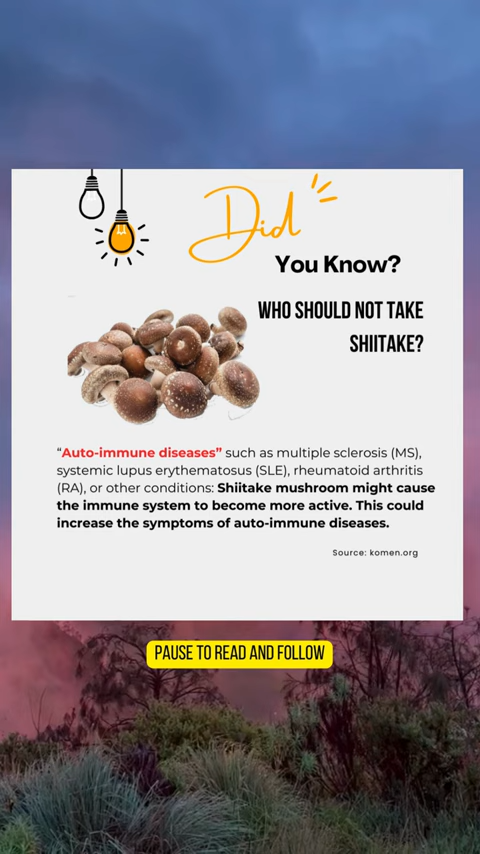 Did
You Know?
WHO SHOULD NOT TAKE
SHIITAKE?
“Auto-immune diseases” such as multiple sclerosis (MS),
systemic lupus erythematosus (SLE), rheumatoid arthritis
(RA), or other conditions: Shiitake mushroom might cause
the immune system to become more active. This could
increase the symptoms of auto-immune diseases.
Source: komen.org
PAUSE TO READ AND FOLLOW